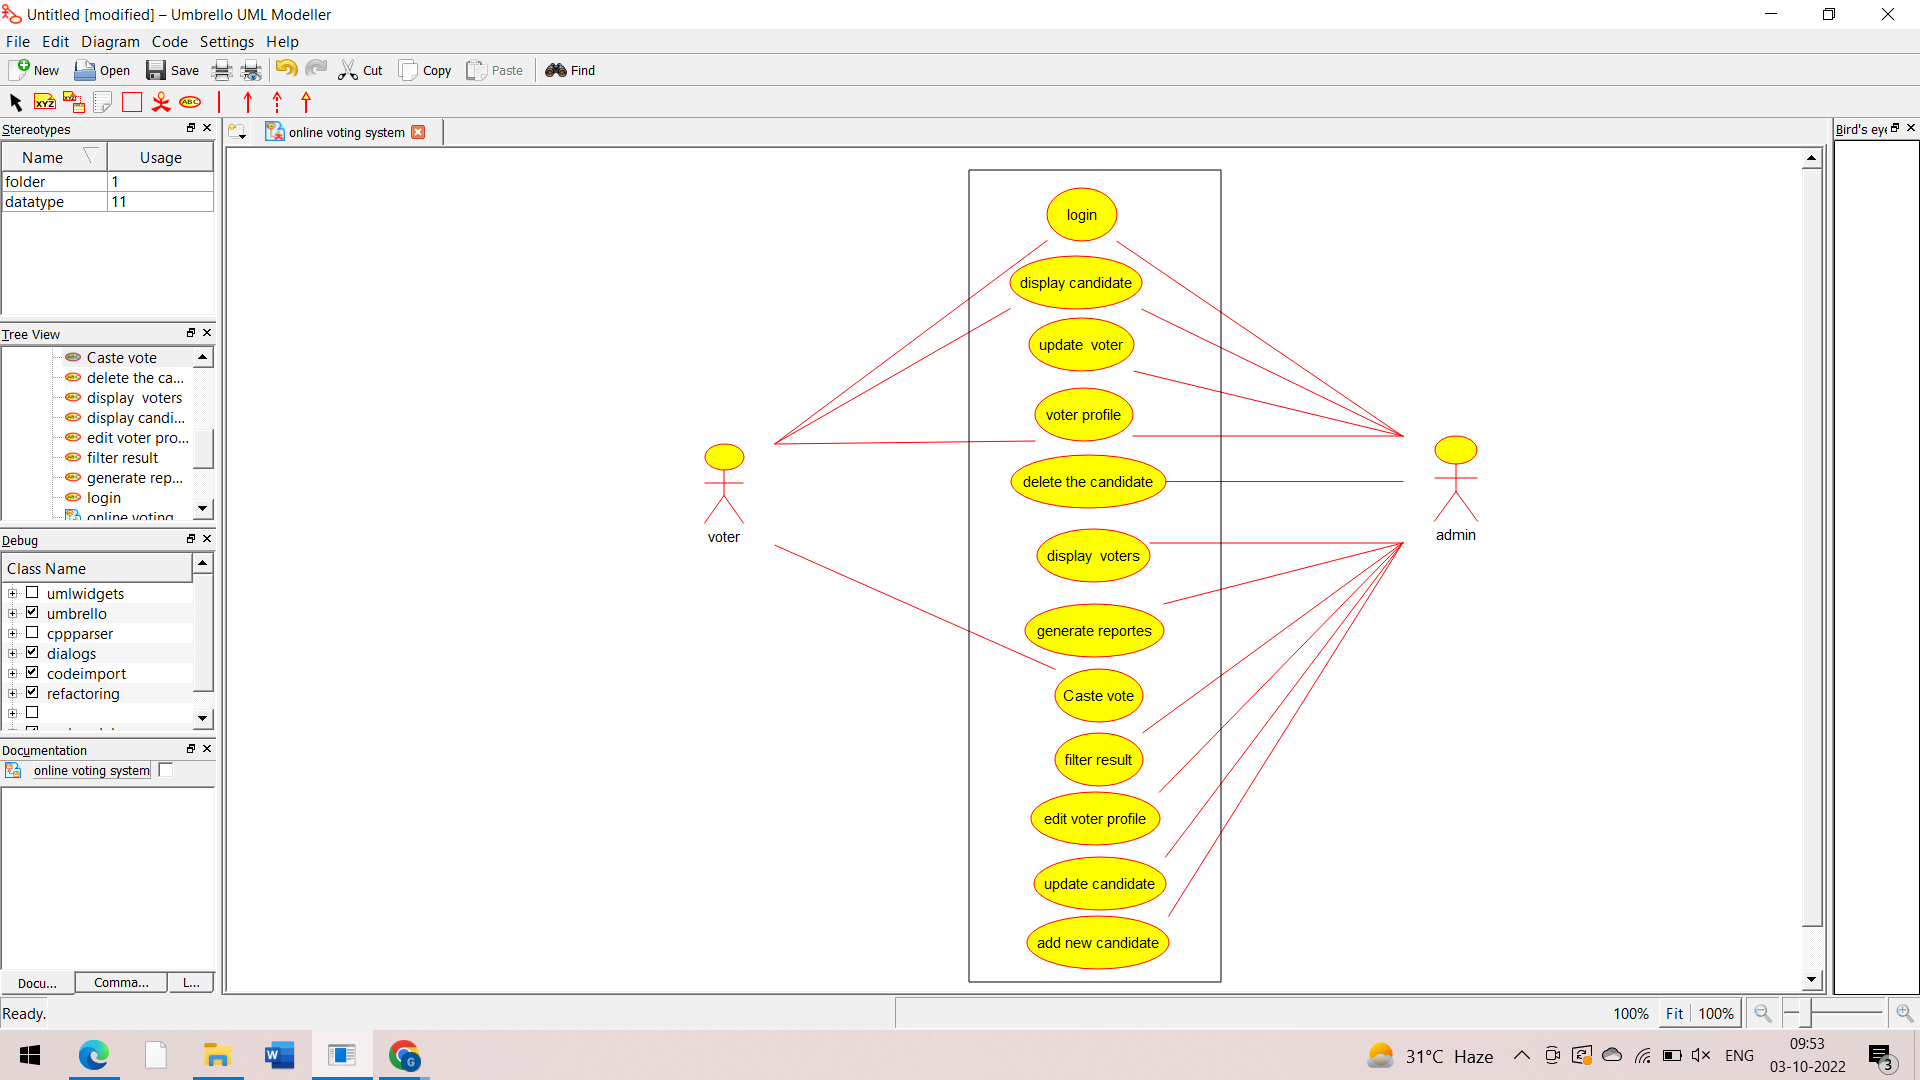 Untitled [modified] – Umbrello UML Modeller
File Edit Diagram Code Settings Help
New Open Save Cut Copy Paste Find
XYZ ABC
Stereotypes
Name Usage
folder 1
datatype 11
Tree View
Caste vote
delete the ca...
display  voters
display candi...
edit voter pro...
filter result
generate rep...
login
online voting
Debug
Class Name
umlwidgets
umbrello
cppparser
dialogs
codeimport
refactoring
Documentation
online voting system
Docu... Comma... L...
Ready.
online voting system
login
display candidate
update  voter
voter profile
delete the candidate
display  voters
generate reportes
Caste vote
filter result
edit voter profile
update candidate
add new candidate
voter
admin
Bird's eye
100% Fit 100%
31°C Haze
ENG
09:53
03-10-2022
3